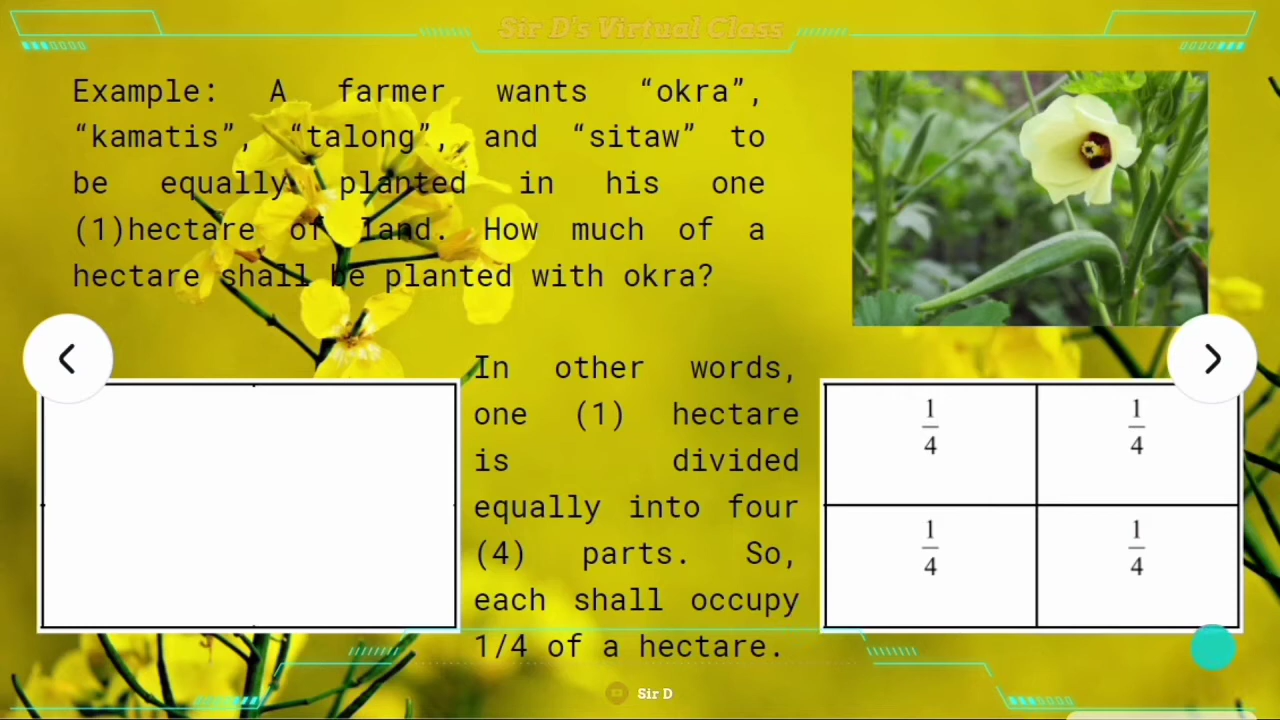 Sir D's Virtual Class
Example: A farmer wants “okra”,
“kamatis”, “talong”, and “sitaw” to
be equally planted in his one
(1)hectare of land. How much of a
hectare shall be planted with okra?
In other words,
one (1) hectare
is divided
equally into four
(4) parts. So,
each shall occupy
1/4 of a hectare.
1/4 1/4
1/4 1/4
Sir D